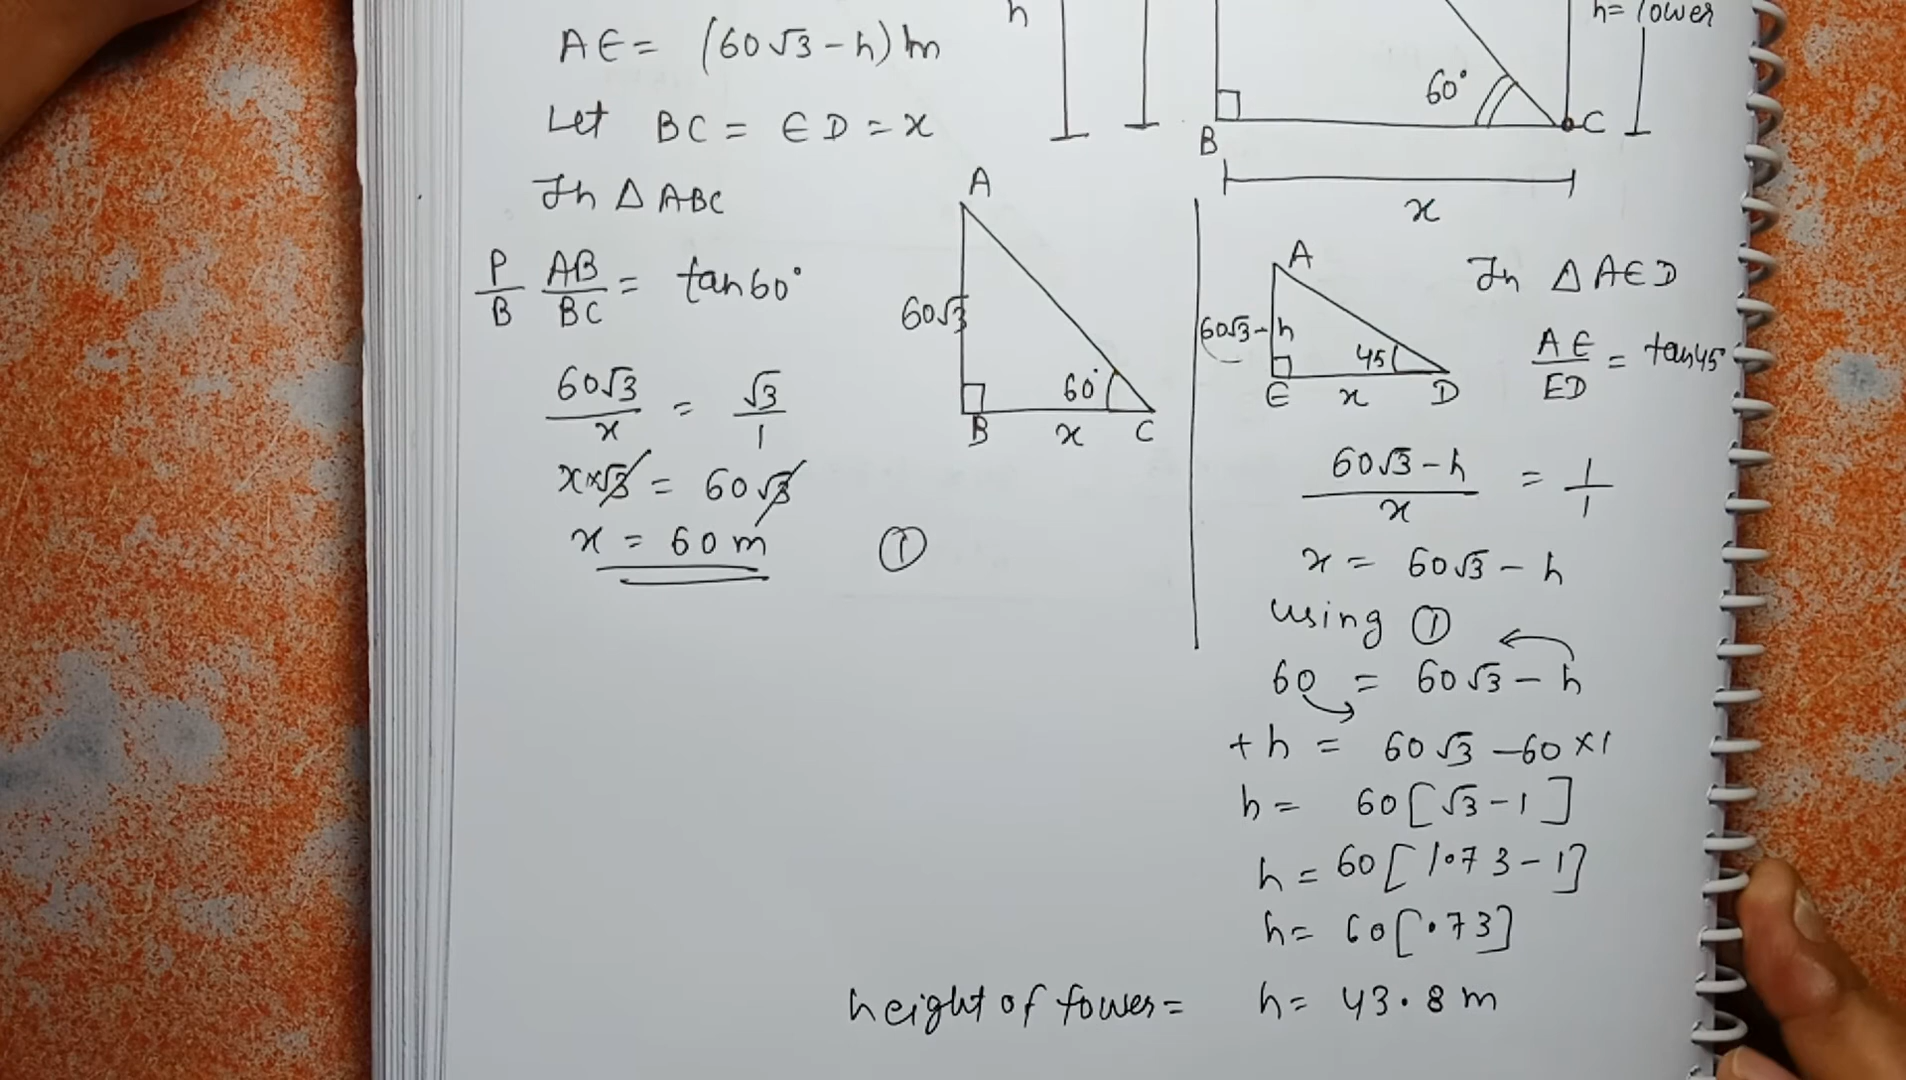 AE = (60√3 - h) m
Let BC = ED = x
In △ ABC
P/B AB/BC = tan 60°
60√3/x = √3/1
x×√3 = 60√3
x = 60 m ①
h
h = Tower
60°
B
C
x
A
60√3
60°
B x C
A
60√3-h
45
E x D
In △ AED
AE/ED = tan 45°
60√3 - h/x = 1/1
x = 60√3 - h
using ①
60 = 60√3 - h
+ h = 60√3 - 60 × 1
h = 60 [√3 - 1]
h = 60 [1.73 - 1]
h = 60 [.73]
height of tower = h = 43.8 m